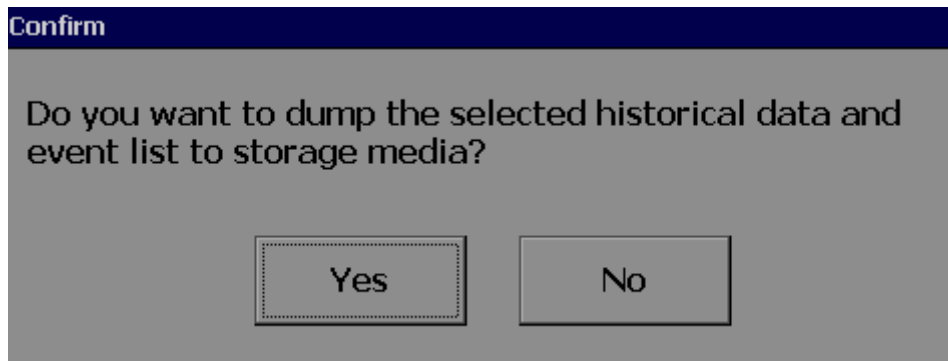 Confirm
Do you want to dump the selected historical data and
event list to storage media?
Yes
No